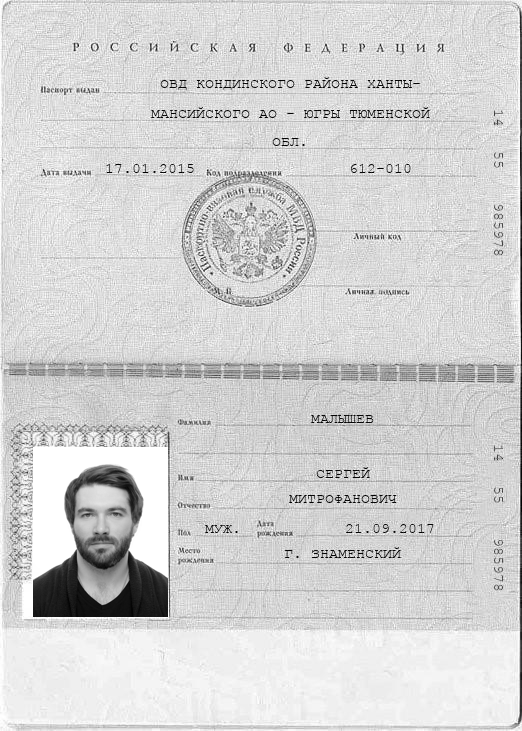 РОССИЙСКАЯ ФЕДЕРАЦИЯ
Паспорт выдан ОВД КОНДИНСКОГО РАЙОНА ХАНТЫ-
МАНСИЙСКОГО АО - ЮГРЫ ТЮМЕНСКОЙ
ОБЛ.
Дата выдачи 17.01.2015 Код подразделения 612-010
14 55 985978
Паспортно-визовая служба МВД России
Личный код
М. П. Личная подпись
Фамилия МАЛЫШЕВ
Имя СЕРГЕЙ
Отчество МИТРОФАНОВИЧ
Пол МУЖ. Дата рождения 21.09.2017
Место рождения Г. ЗНАМЕНСКИЙ
14 55 985978